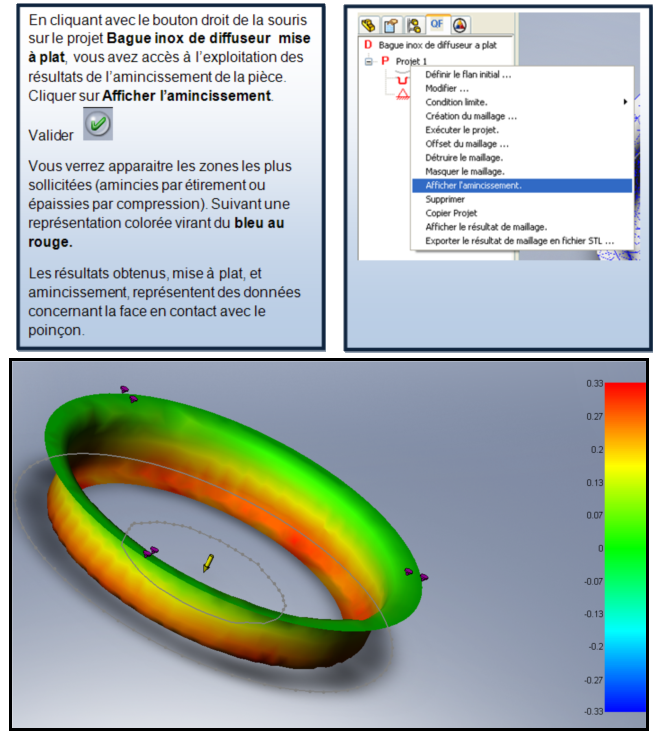 En cliquant avec le bouton droit de la souris
sur le projet Bague inox de diffuseur mise
à plat, vous avez accès à l'exploitation des
résultats de l'amincissement de la pièce.
Cliquer sur Afficher l'amincissement.
Valider
Vous verrez apparaitre les zones les plus
sollicitées (amincies par étirement ou
épaissies par compression). Suivant une
représentation colorée virant du bleu au
rouge.
Les résultats obtenus, mise à plat, et
amincissement, représentent des données
concernant la face en contact avec le
poinçon.
QF
D Bague inox de diffuseur a plat
P Projet 1
Définir le flan initial ...
Modifier ...
Condition limite.
Création du maillage ...
Exécuter le projet.
Offset du maillage ...
Détruire le maillage.
Masquer le maillage.
Afficher l'amincissement.
Supprimer
Copier Projet
Afficher le résultat de maillage.
Exporter le résultat de maillage en fichier STL ...
0.33
0.27
0.2
0.13
0.07
0
-0.07
-0.13
-0.2
-0.27
-0.33